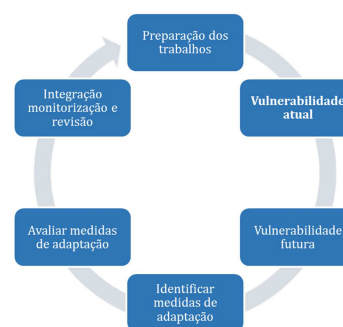 Preparação dos
trabalhos
Vulnerabilidade
atual
Vulnerabilidade
futura
Identificar
medidas de
adaptação
Avaliar medidas
de adaptação
Integração
monitorização e
revisão